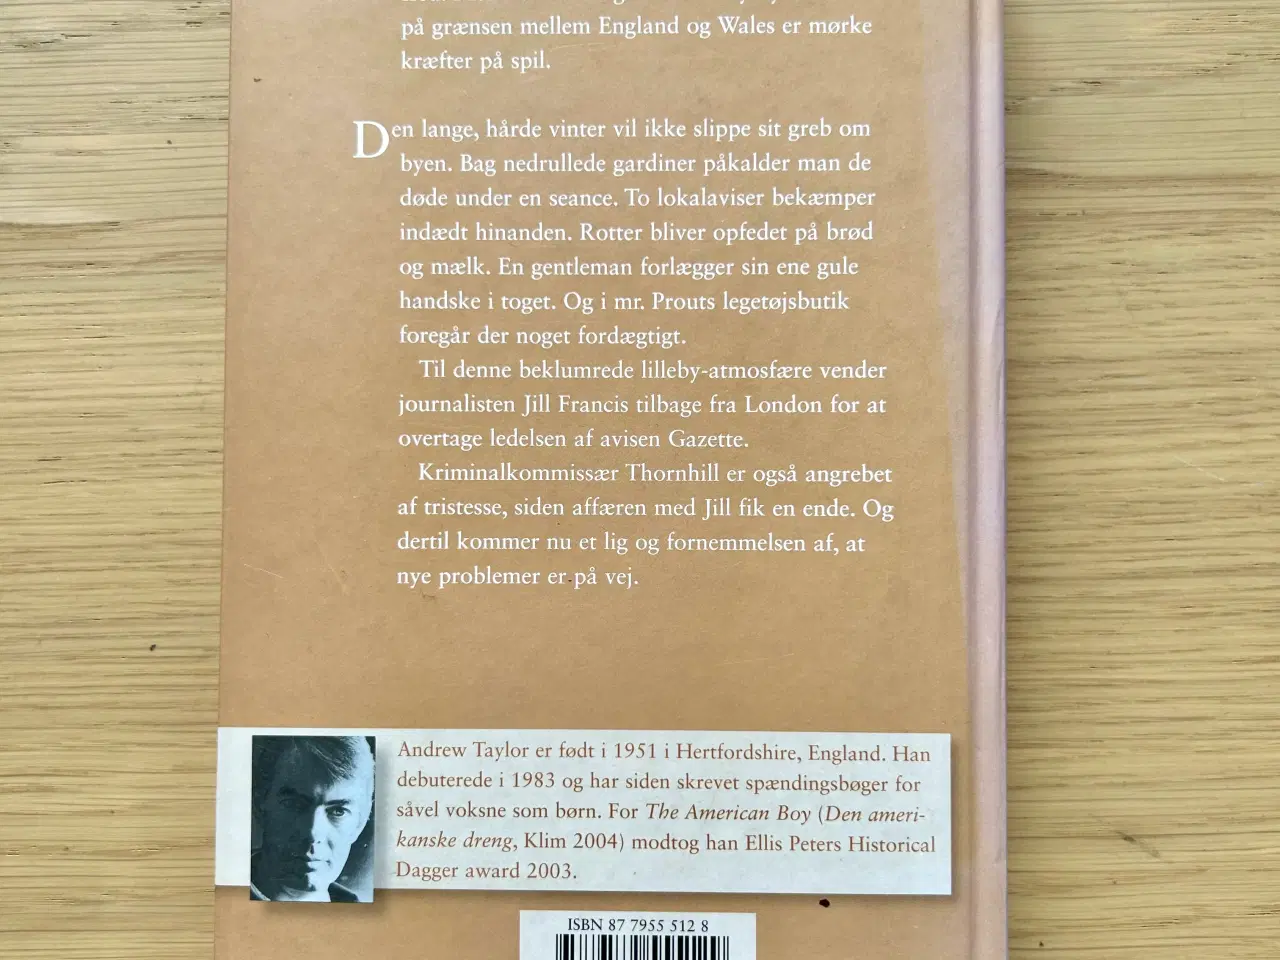 på grænsen mellem England og Wales er mørke
kræfter på spil.
Den lange, hårde vinter vil ikke slippe sit greb om
byen. Bag nedrullede gardiner påkalder man de
døde under en seance. To lokalaviser bekæmper
indædt hinanden. Rotter bliver opfedet på brød
og mælk. En gentleman forlægger sin ene gule
handske i toget. Og i mr. Prouts legetøjsbutik
foregår der noget fordægtigt.
Til denne beklumrede lilleby-atmosfære vender
journalisten Jill Francis tilbage fra London for at
overtage ledelsen af avisen Gazette.
Kriminalkommissær Thornhill er også angrebet
af tristesse, siden affæren med Jill fik en ende. Og
dertil kommer nu et lig og fornemmelsen af, at
nye problemer er på vej.
Andrew Taylor er født i 1951 i Hertfordshire, England. Han
debuterede i 1983 og har siden skrevet spændingsbøger for
såvel voksne som børn. For The American Boy (Den ameri-
kanske dreng, Klim 2004) modtog han Ellis Peters Historical
Dagger award 2003.
ISBN 87 7955 512 8